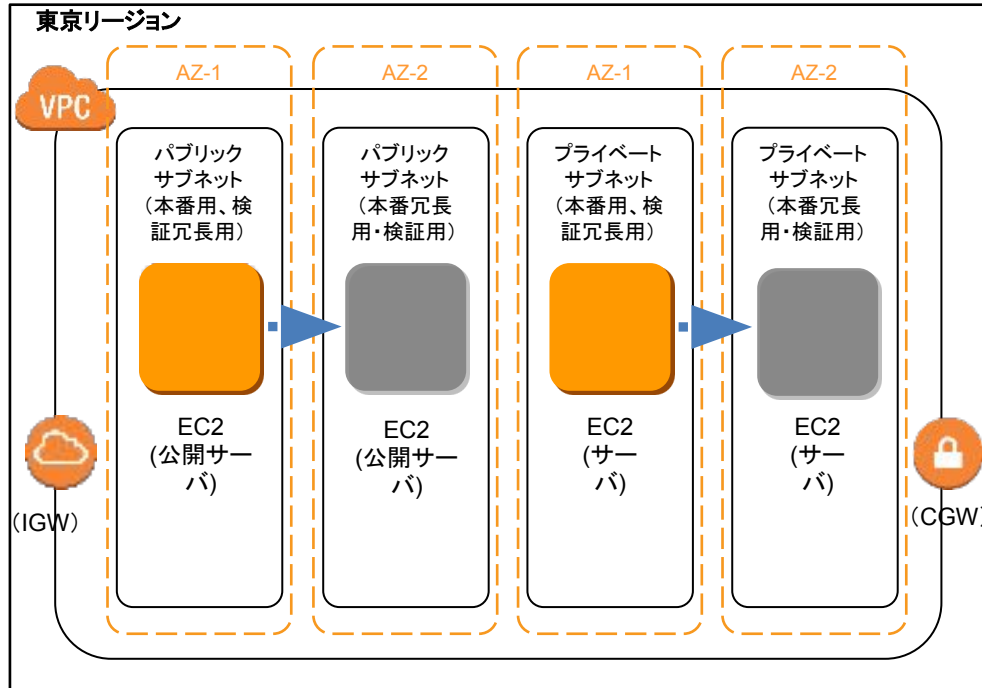 東京リージョン
AZ-1
AZ-2
AZ-1
AZ-2
VPC
パブリック
サブネット
（本番用、検
証冗長用）
パブリック
サブネット
（本番冗長
用・検証用）
プライベート
サブネット
（本番用、検
証冗長用）
プライベート
サブネット
（本番冗長
用・検証用）
EC2
(公開サー
バ)
EC2
(公開サー
バ)
EC2
(サー
バ)
EC2
(サー
バ)
（IGW）
（CGW）